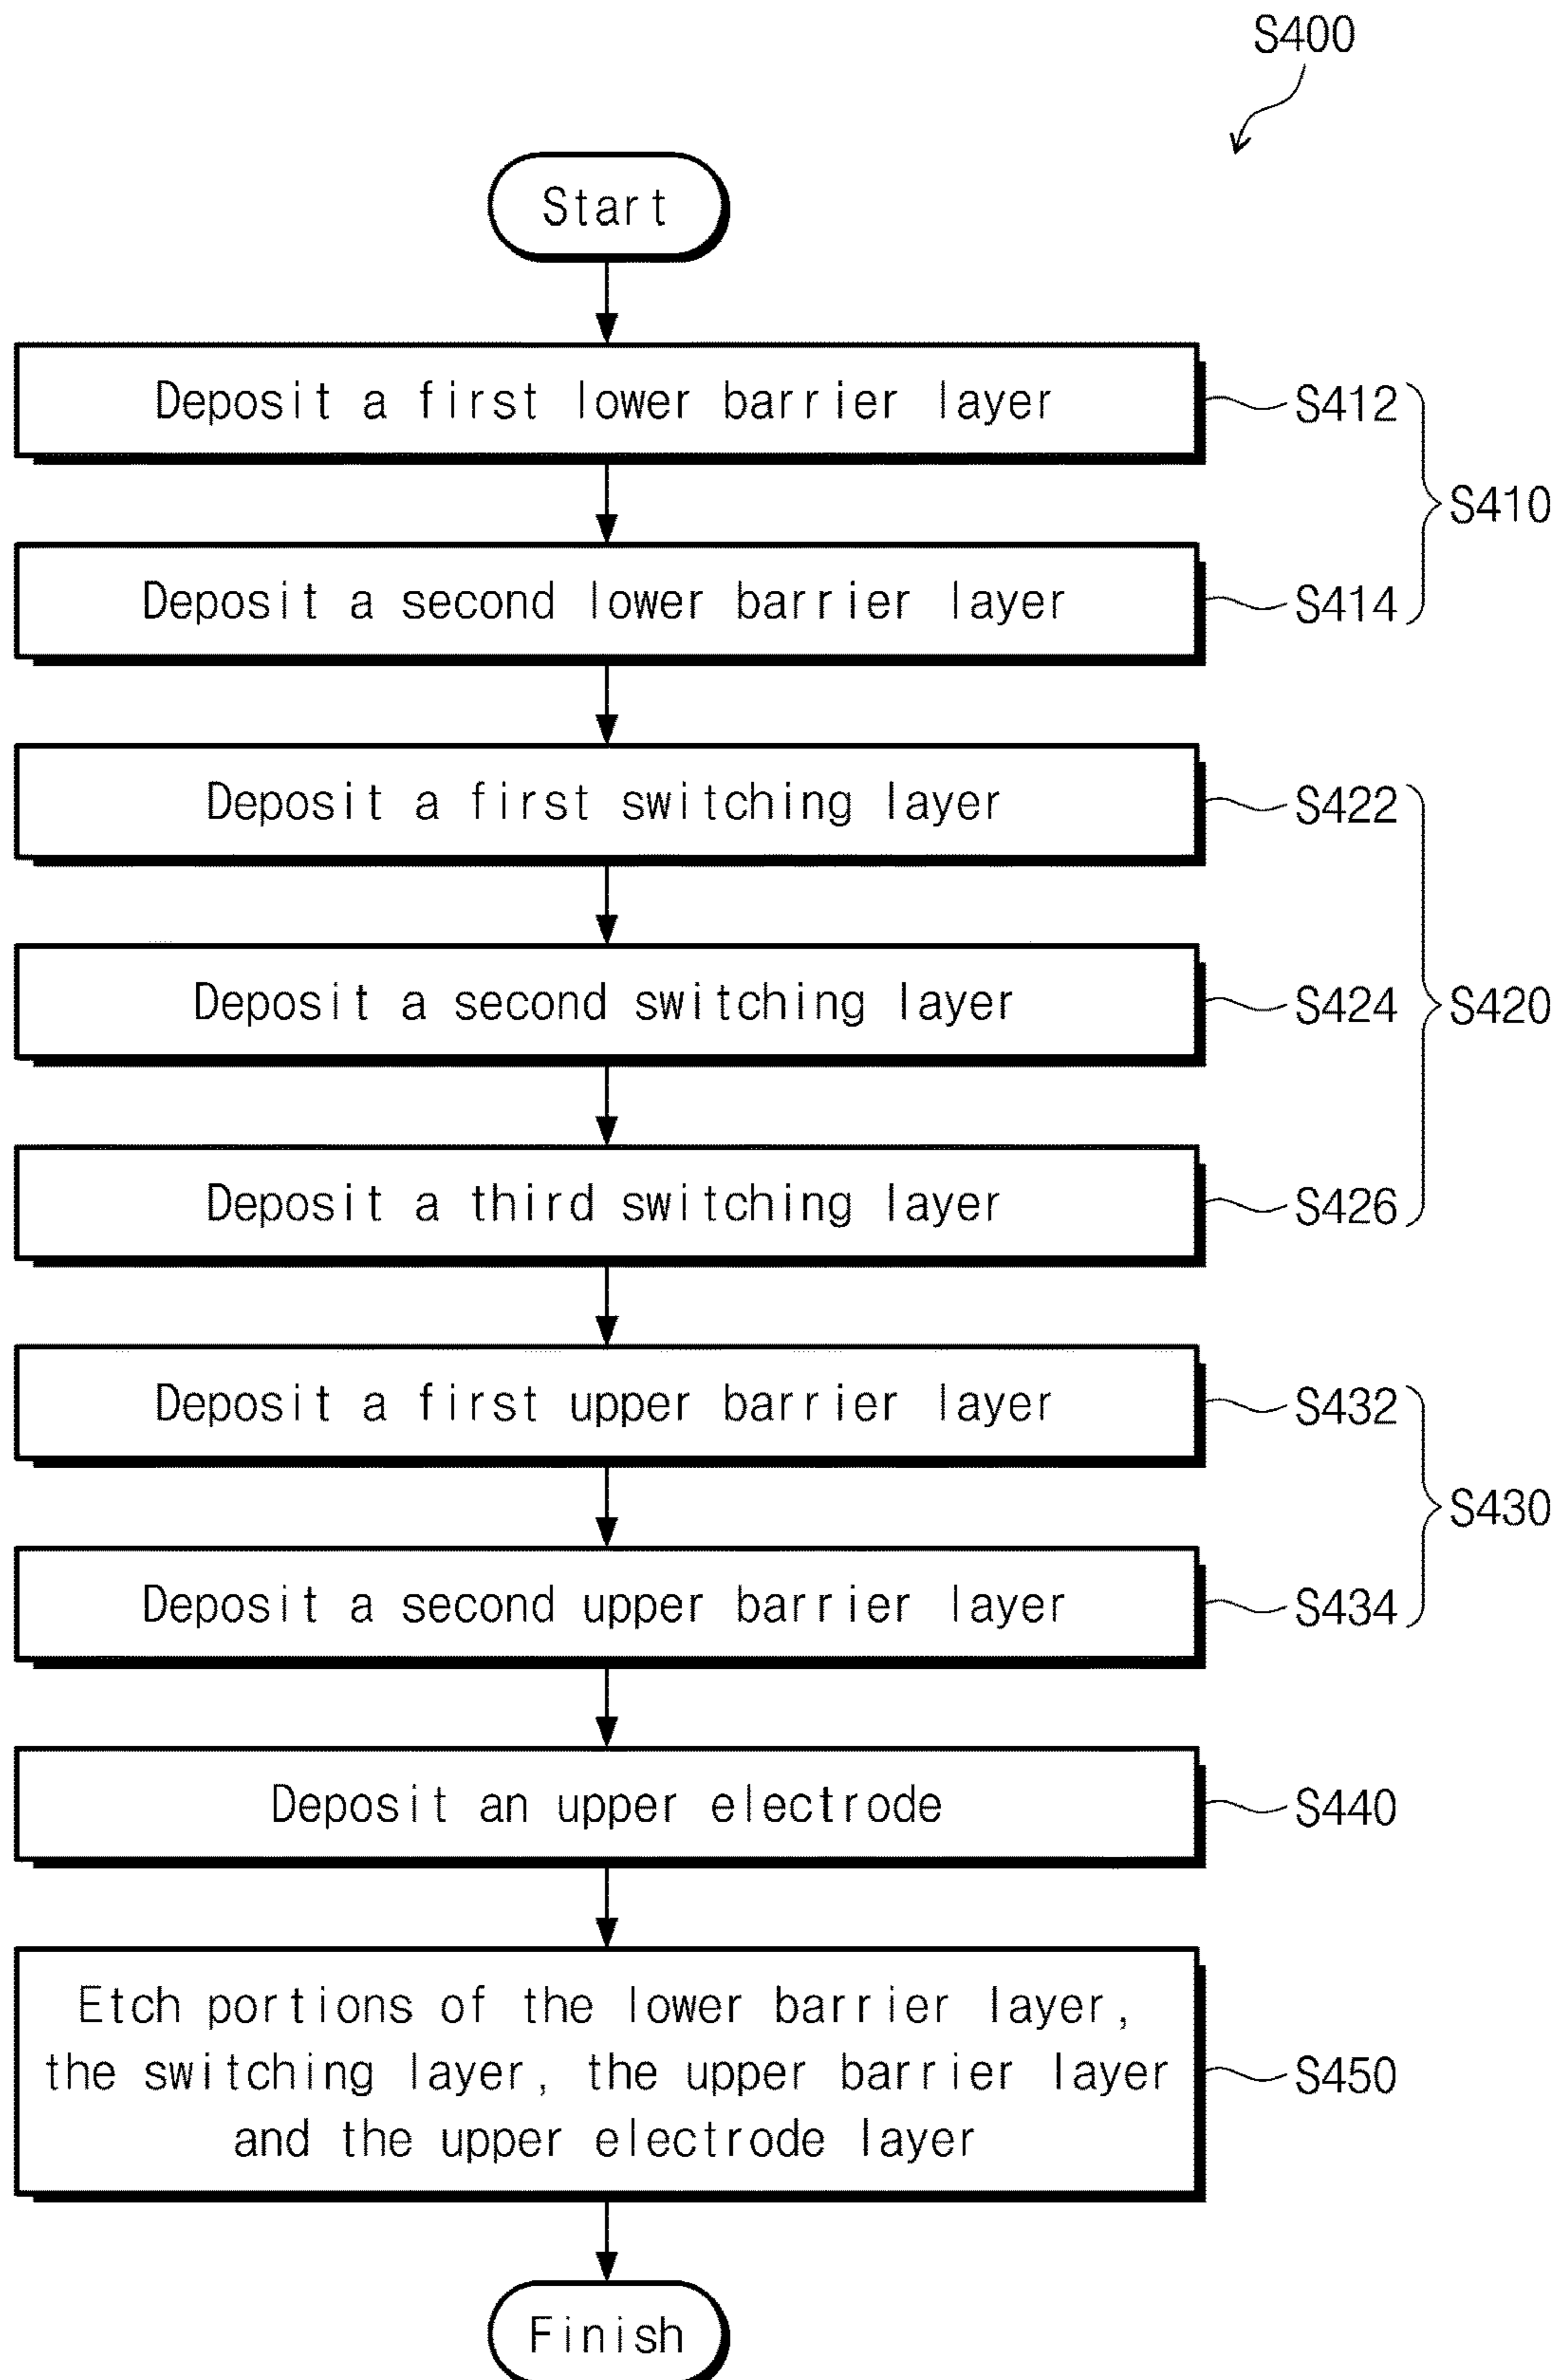 S400
Start
Deposit a first lower barrier layer
S412
S410
Deposit a second lower barrier layer
S414
Deposit a first switching layer
S422
Deposit a second switching layer
S424
S420
Deposit a third switching layer
S426
Deposit a first upper barrier layer
S432
S430
Deposit a second upper barrier layer
S434
Deposit an upper electrode
S440
Etch portions of the lower barrier layer,
the switching layer, the upper barrier layer
and the upper electrode layer
S450
Finish